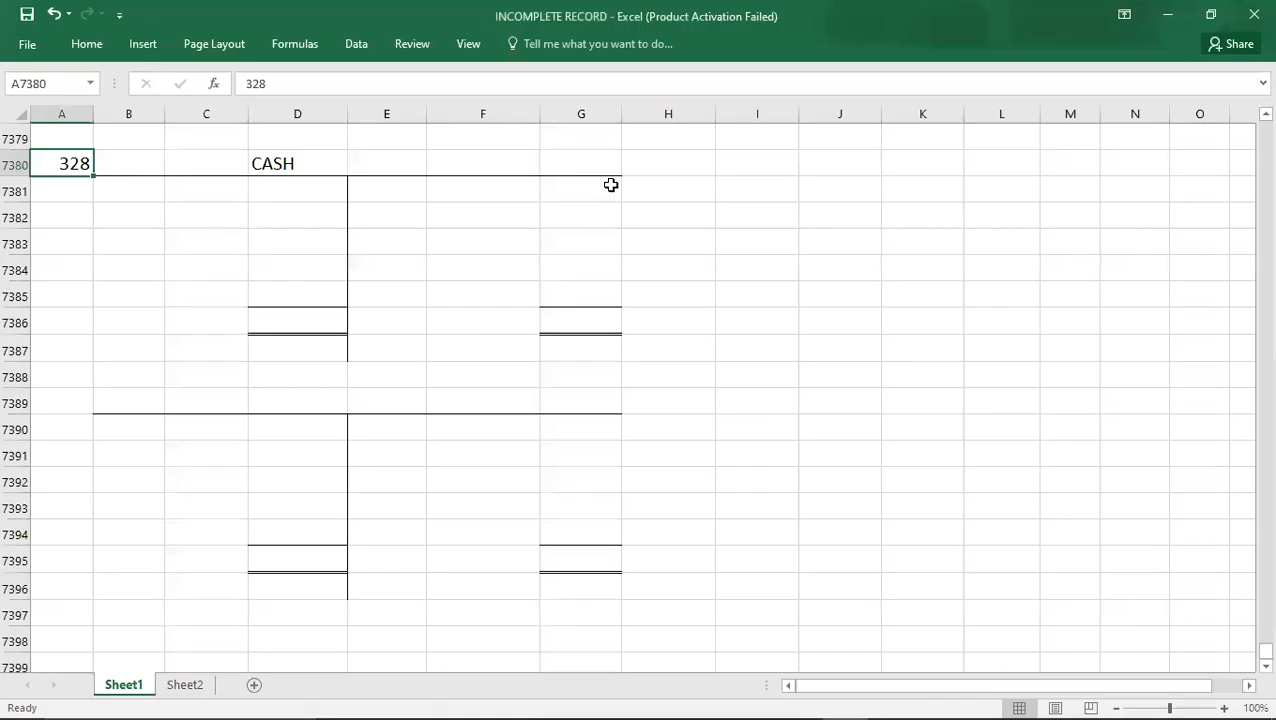 INCOMPLETE RECORD - Excel (Product Activation Failed)
File Home Insert Page Layout Formulas Data Review View Tell me what you want to do... Share
A7380 fx 328
A B C D E F G H I J K L M N O
7379
7380 328 CASH
7381
7382
7383
7384
7385
7386
7387
7388
7389
7390
7391
7392
7393
7394
7395
7396
7397
7398
7399
Sheet1 Sheet2
Ready 100%